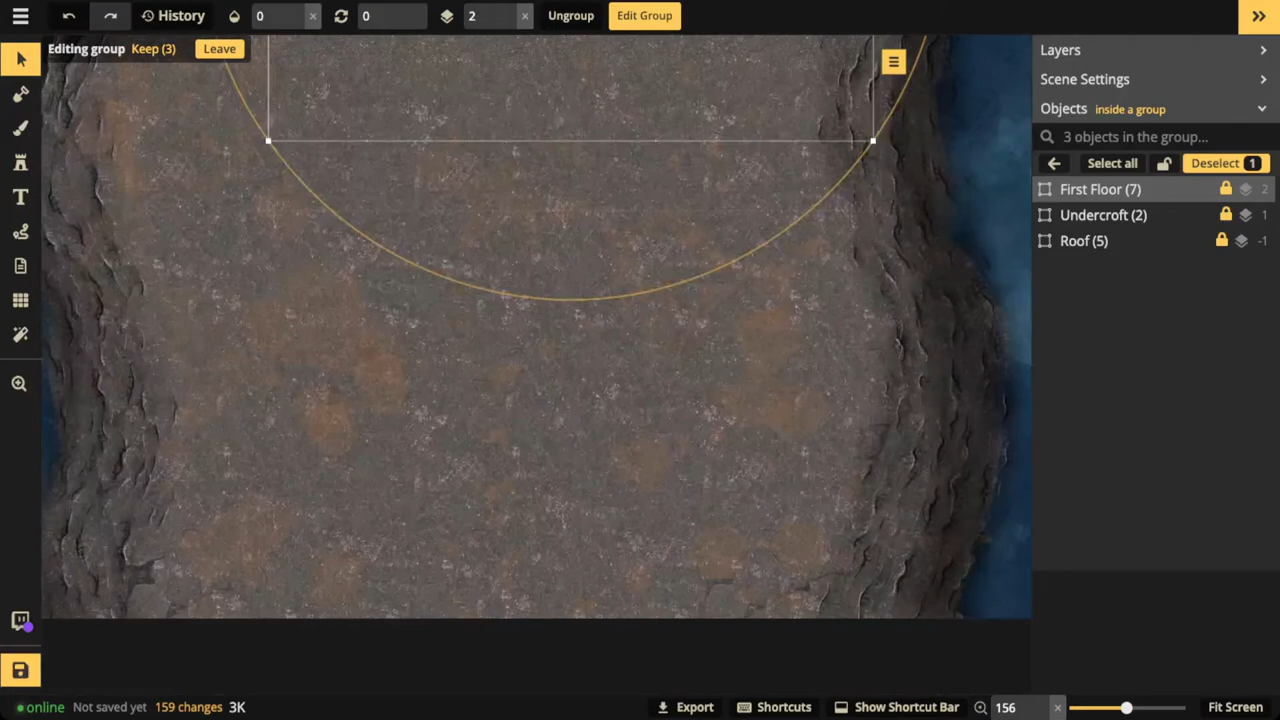 History
0 ×
0
2 ×
Ungroup
Edit Group
Editing group Keep (3) Leave
Layers
Scene Settings
Objects inside a group
3 objects in the group...
Select all
Deselect 1
First Floor (7) 2
Undercroft (2) 1
Roof (5) -1
T
online Not saved yet 159 changes 3K
Export
Shortcuts
Show Shortcut Bar
156 ×
Fit Screen